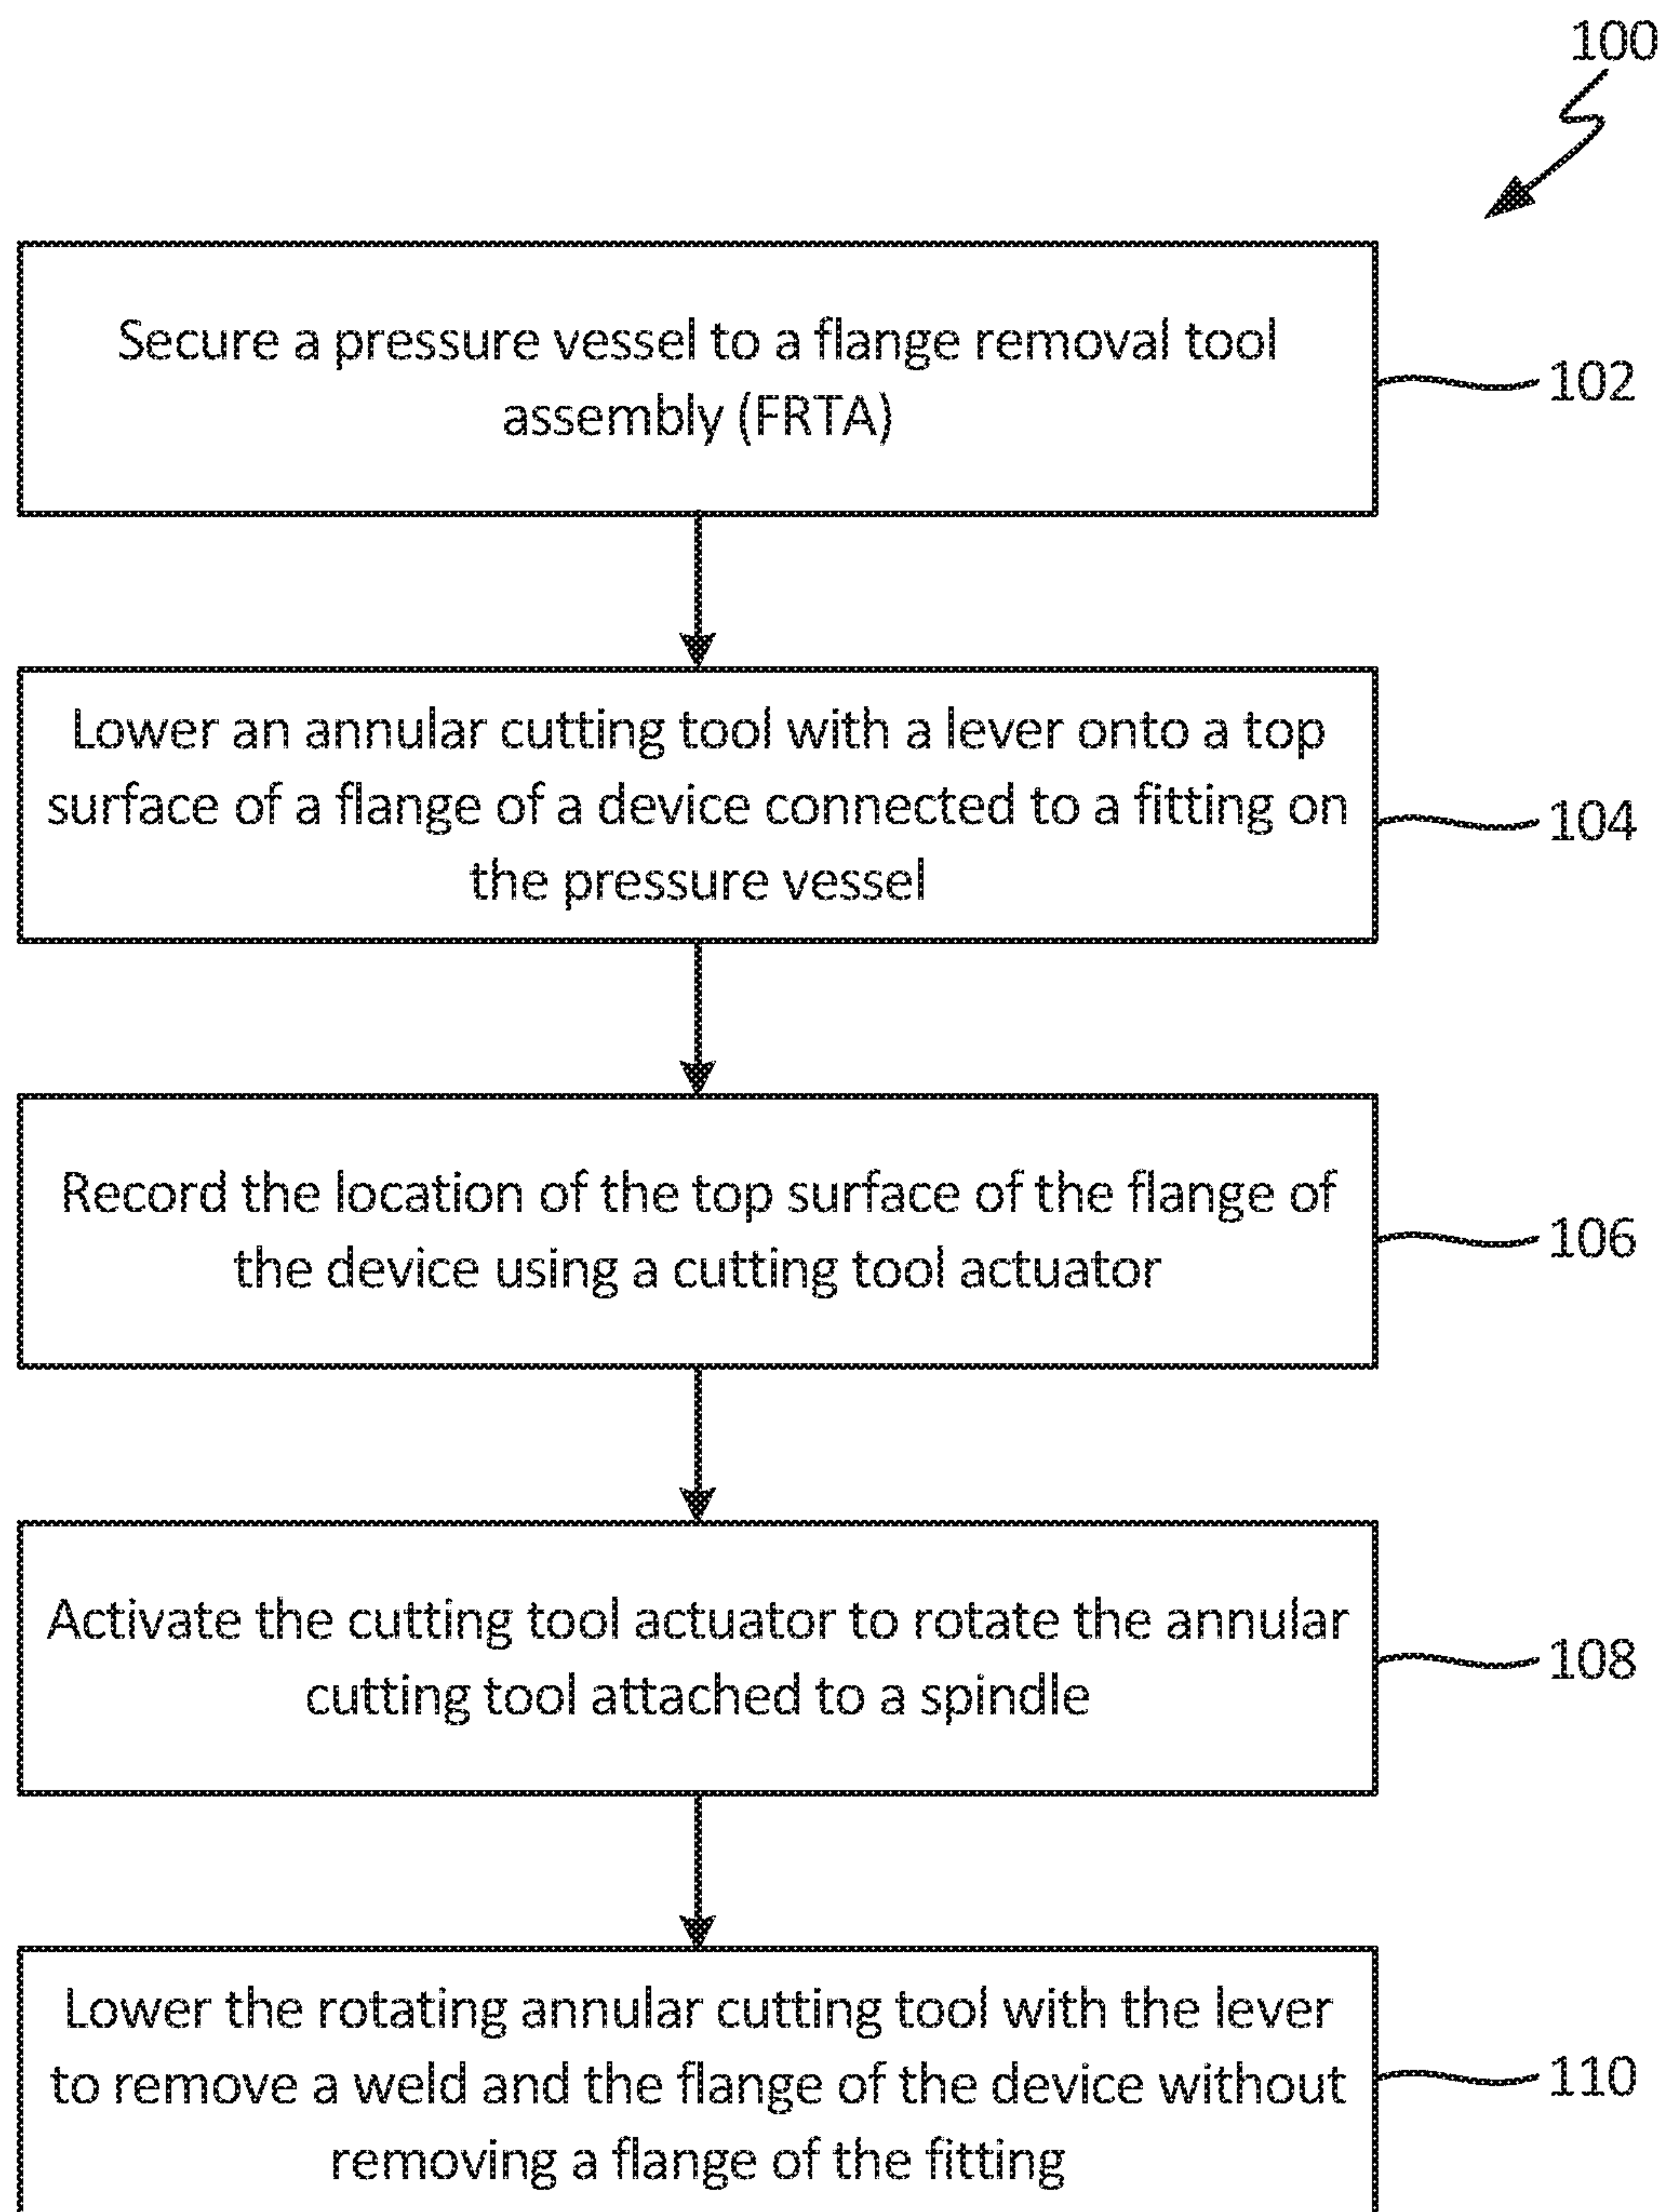 100
Secure a pressure vessel to a flange removal tool
assembly (FRTA)
102
Lower an annular cutting tool with a lever onto a top
surface of a flange of a device connected to a fitting on
the pressure vessel
104
Record the location of the top surface of the flange of
the device using a cutting tool actuator
106
Activate the cutting tool actuator to rotate the annular
cutting tool attached to a spindle
108
Lower the rotating annular cutting tool with the lever
to remove a weld and the flange of the device without
removing a flange of the fitting
110